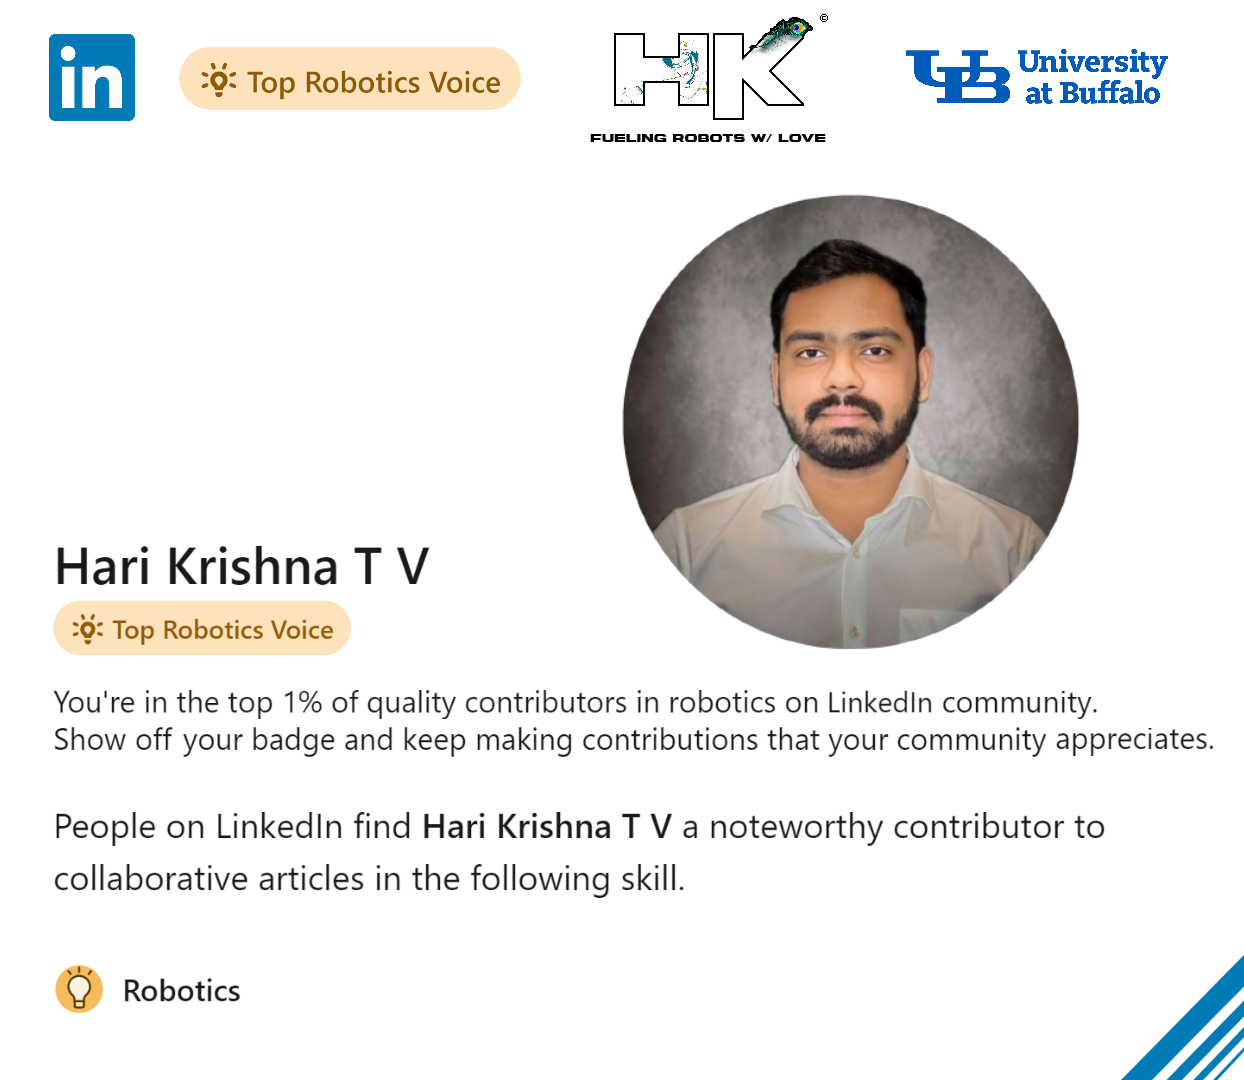 in
Top Robotics Voice
HK ©
FUELING ROBOTS W/ LOVE
UB University
at Buffalo
Hari Krishna T V
Top Robotics Voice
You're in the top 1% of quality contributors in robotics on LinkedIn community.
Show off your badge and keep making contributions that your community appreciates.
People on LinkedIn find Hari Krishna T V a noteworthy contributor to
collaborative articles in the following skill.
Robotics